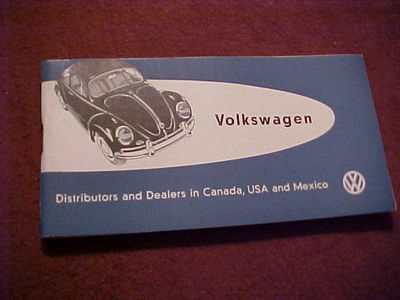 Volkswagen
Distributors and Dealers in Canada, USA and Mexico
VW